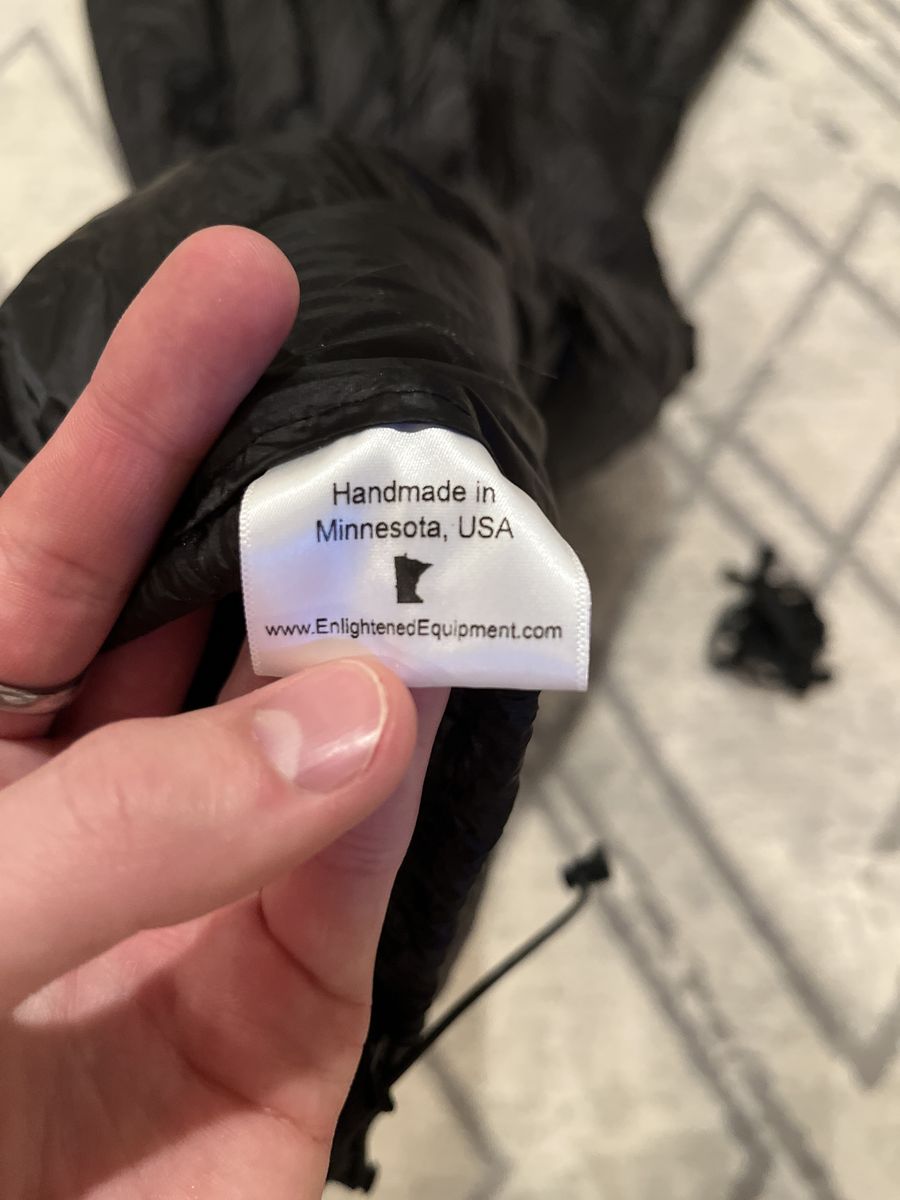 Handmade in
Minnesota, USA
www.EnlightenedEquipment.com